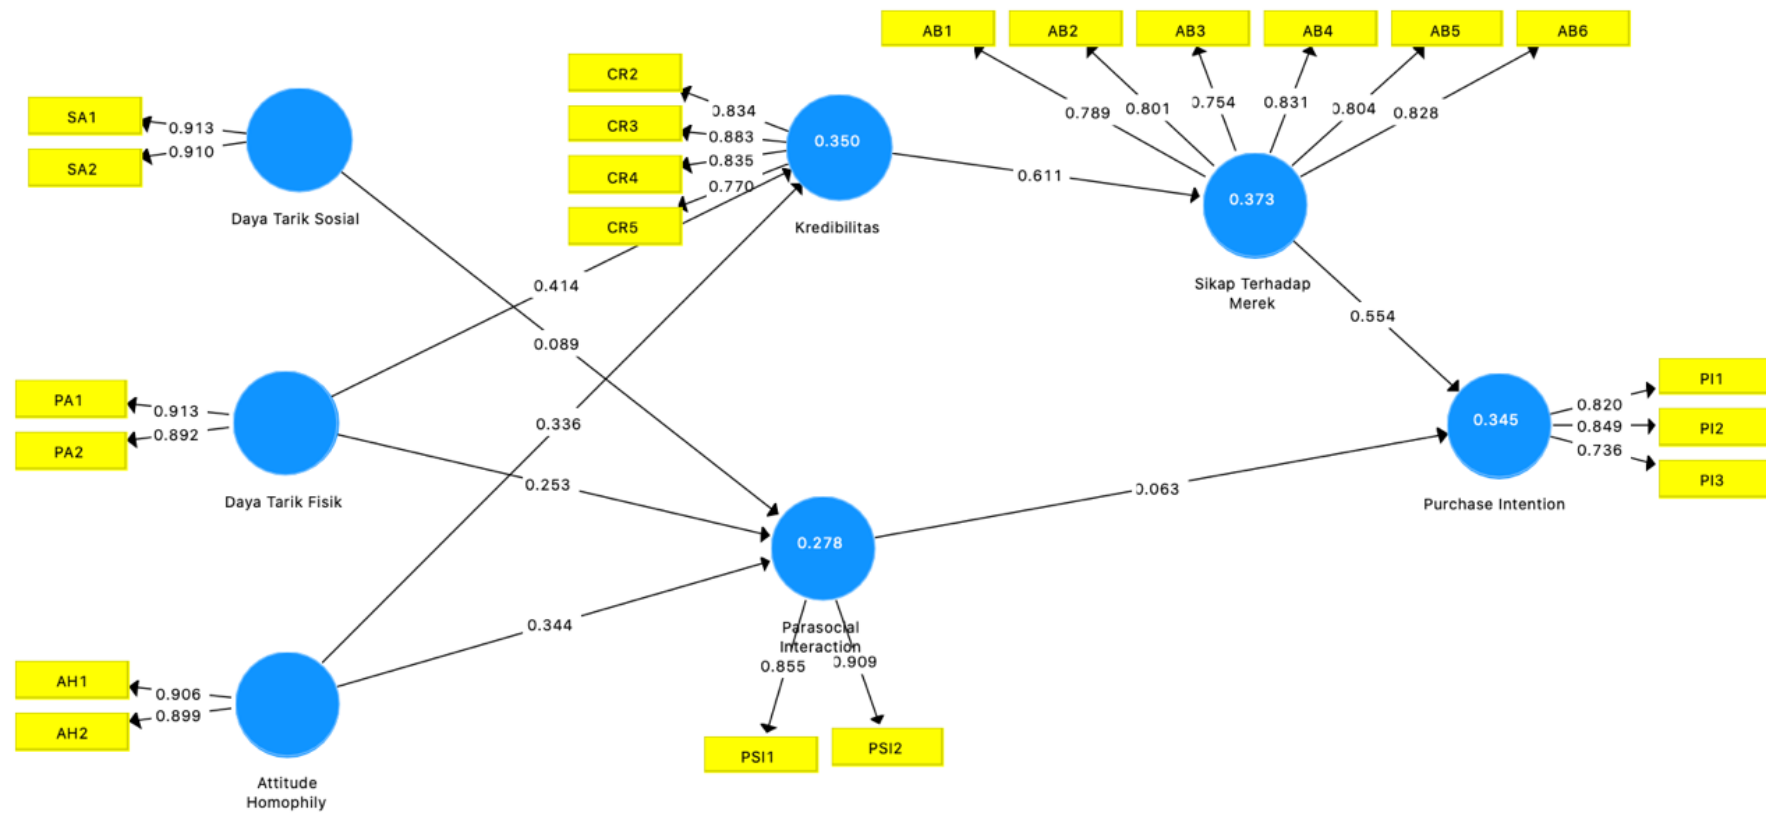 AB1
AB2
AB3
AB4
AB5
AB6
0.789
0.801
0.754
0.831
0.804
0.828
SA1
SA2
0.913
0.910
Daya Tarik Sosial
CR2
CR3
CR4
CR5
0.834
0.883
0.835
0.770
0.350
Kredibilitas
0.611
0.373
Sikap Terhadap
Merek
0.414
0.089
0.554
PA1
PA2
0.913
0.892
Daya Tarik Fisik
0.336
0.253
0.063
0.345
Purchase Intention
0.820
0.849
0.736
PI1
PI2
PI3
0.278
Parasocial
Interaction
0.344
0.855
0.909
PSI1
PSI2
AH1
AH2
0.906
0.899
Attitude
Homophily